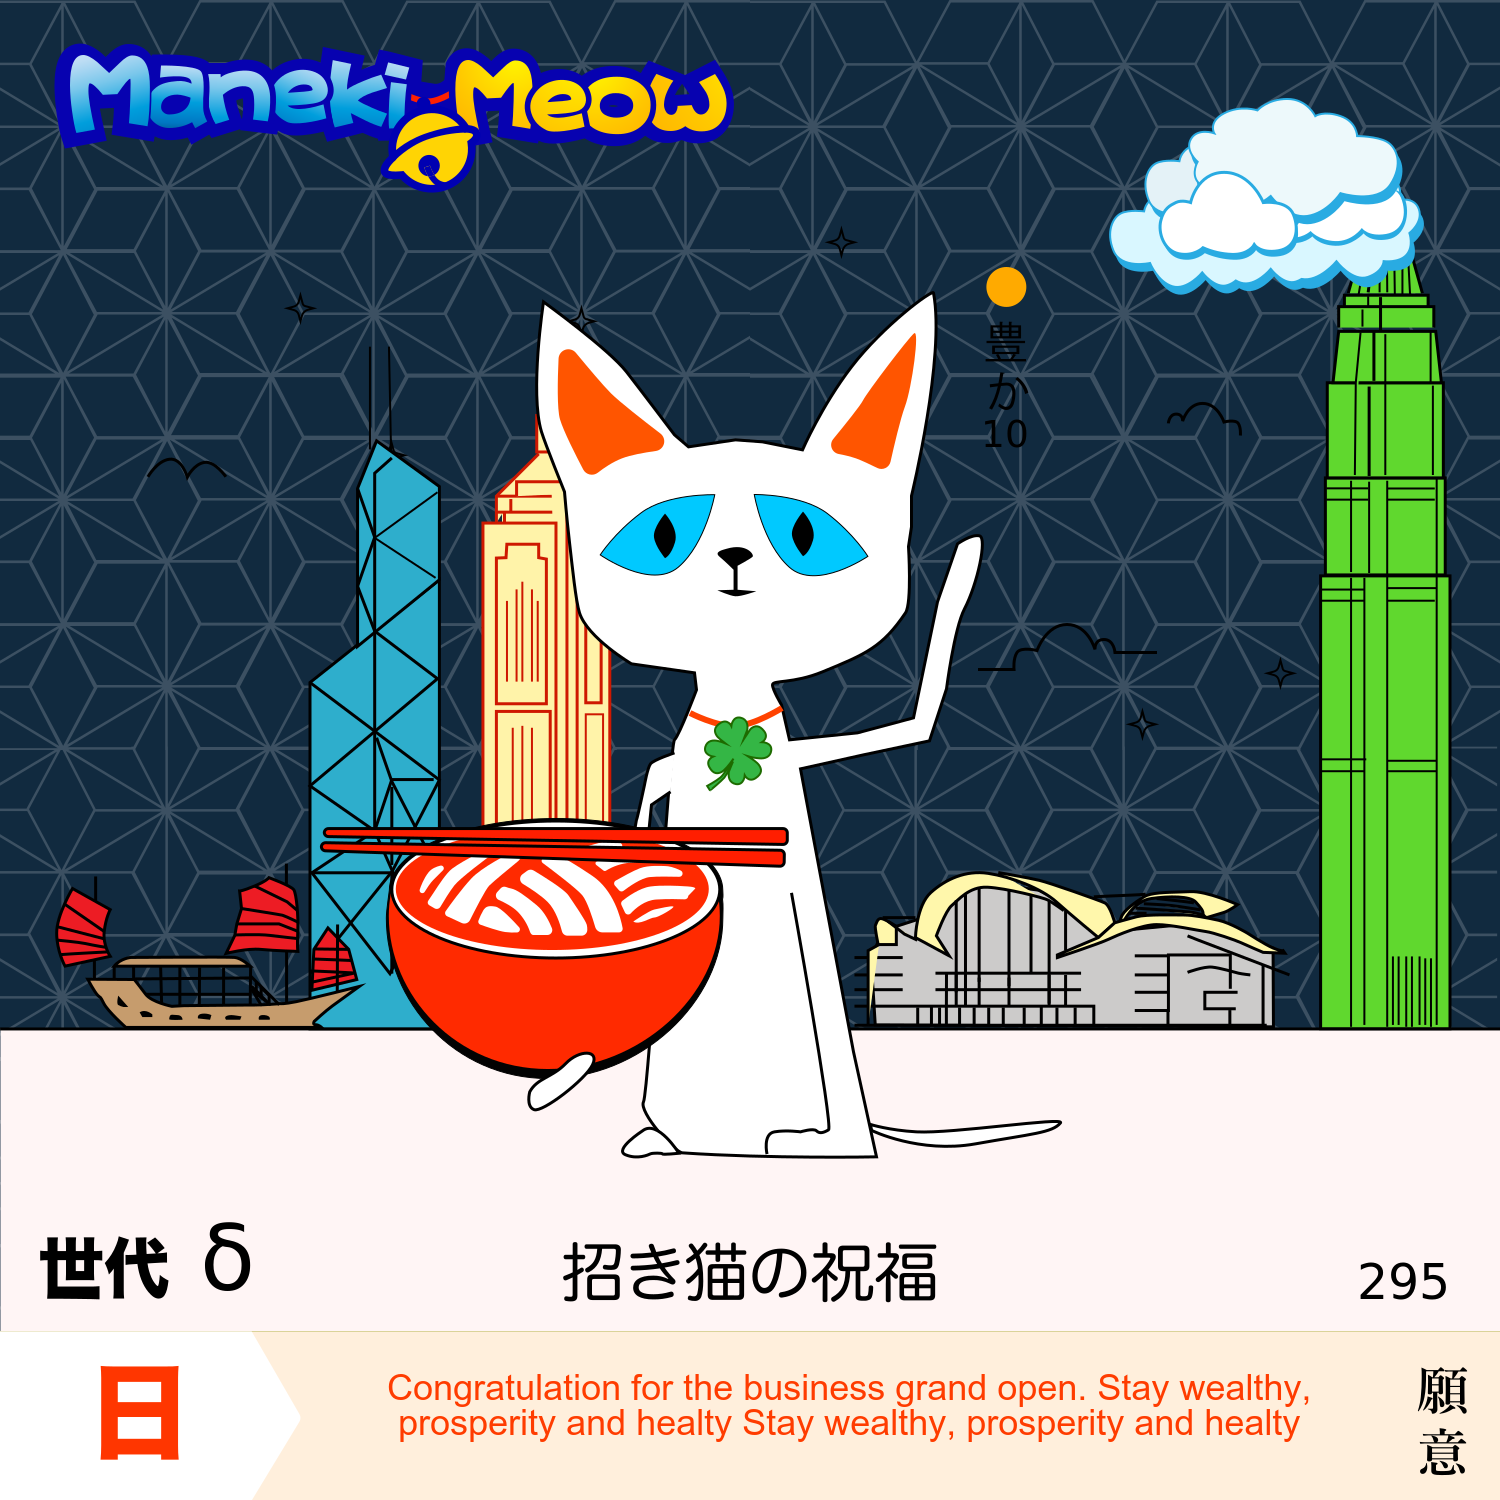 Maneki-Meow
豊
か
10
世代 δ
招き猫の祝福
295
日
Congratulation for the business grand open. Stay wealthy,
prosperity and healty Stay wealthy, prosperity and healty
願
意